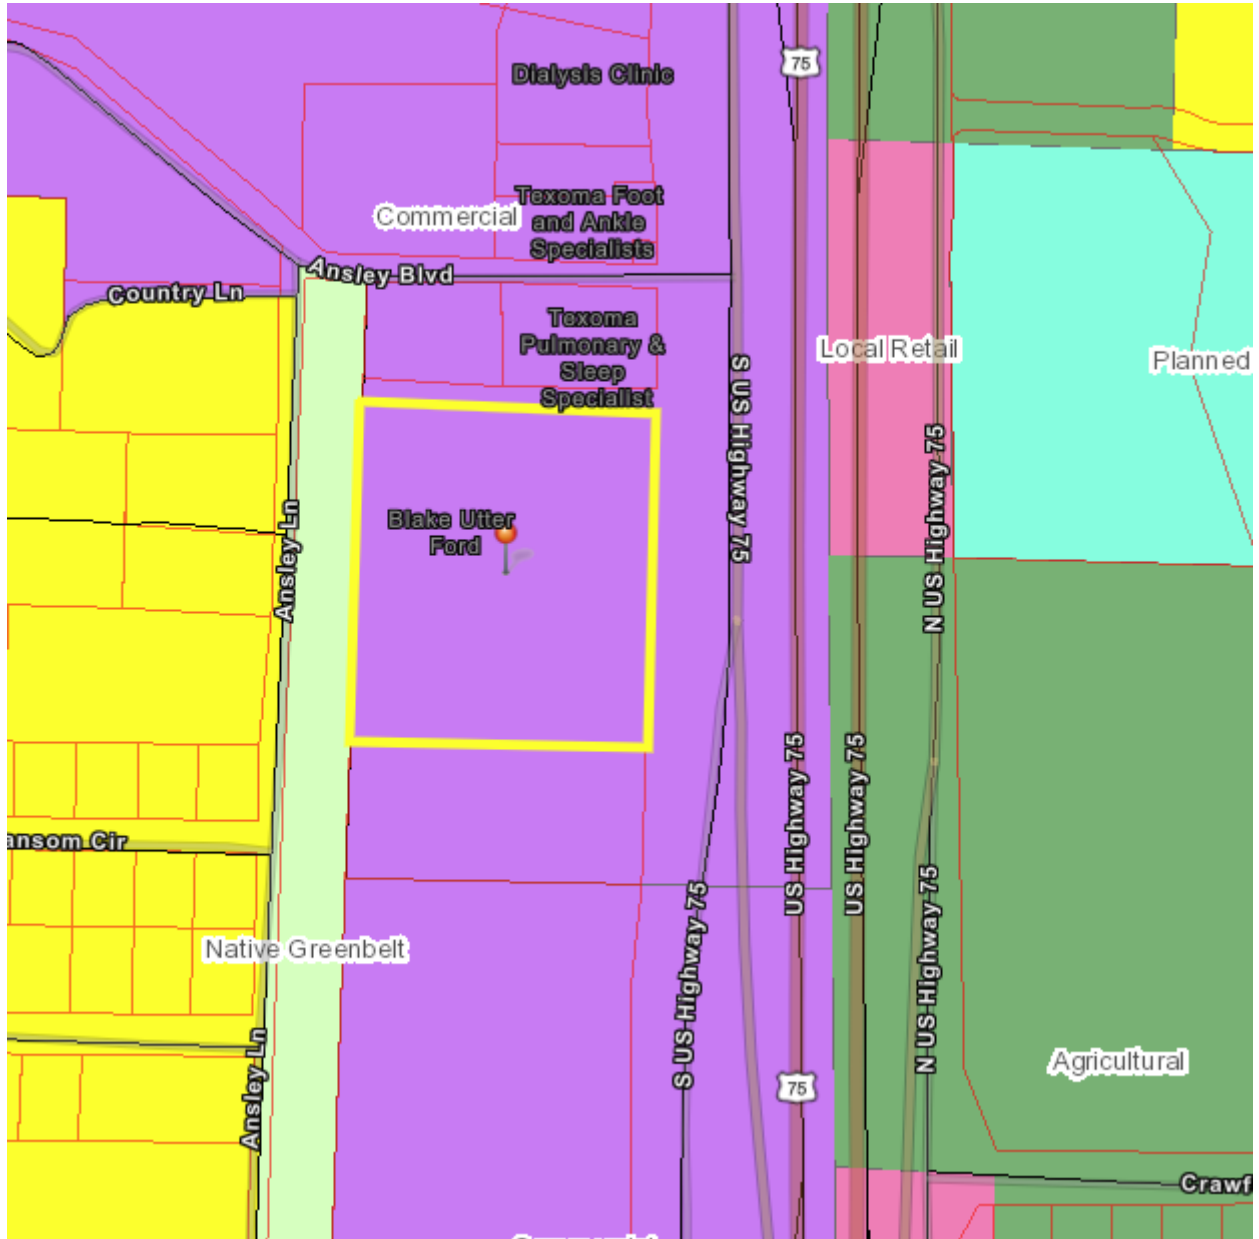 75
Dialysis Clinic
Texoma Foot
and Ankle
Specialists
Commercial
Ansley Blvd
Country Ln
Texoma
Pulmonary &
Sleep
Specialist
Local Retail
Planned
S US Highway 75
N US Highway 75
Blake Utter
Ford
Ansley Ln
US Highway 75
US Highway 75
ansom Cir
S US Highway 75
N US Highway 75
Native Greenbelt
Agricultural
Ansley Ln
75
Crawf